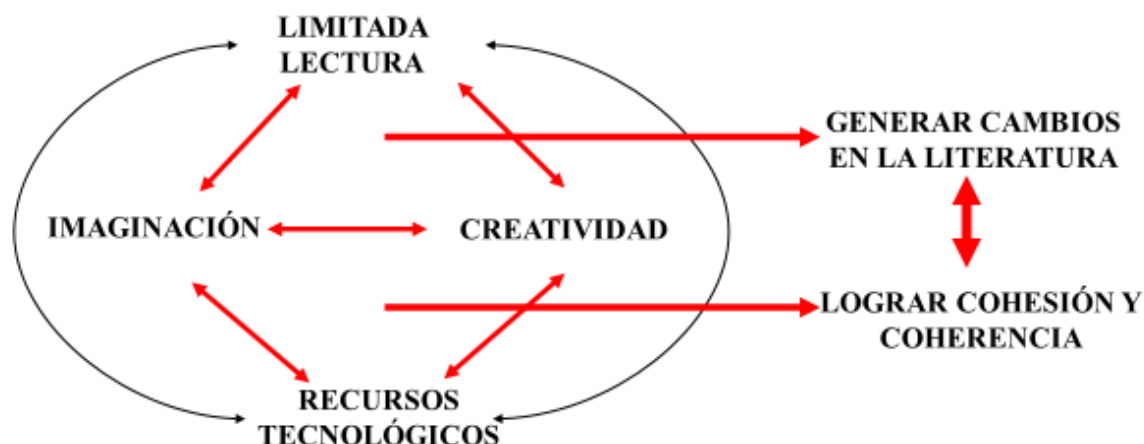 LIMITADA
LECTURA
GENERAR CAMBIOS
EN LA LITERATURA
IMAGINACIÓN
CREATIVIDAD
LOGRAR COHESIÓN Y
COHERENCIA
RECURSOS
TECNOLÓGICOS